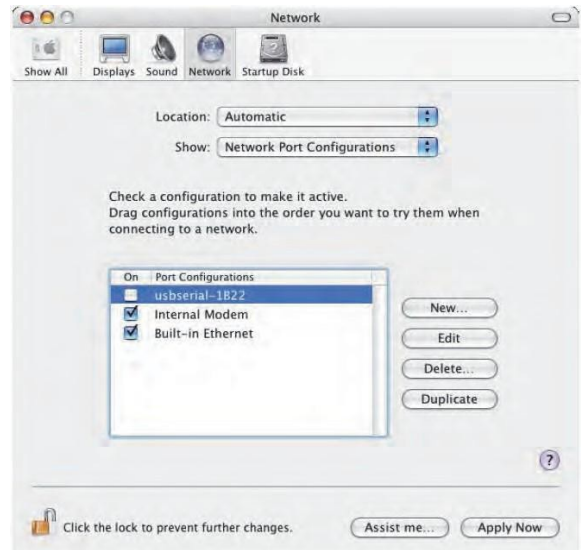 Network
Show All Displays Sound Network Startup Disk
Location: Automatic
Show: Network Port Configurations
Check a configuration to make it active.
Drag configurations into the order you want to try them when
connecting to a network.
On Port Configurations
usbserial-1B22
Internal Modem
Built-in Ethernet
New...
Edit
Delete...
Duplicate
?
Click the lock to prevent further changes. Assist me... Apply Now